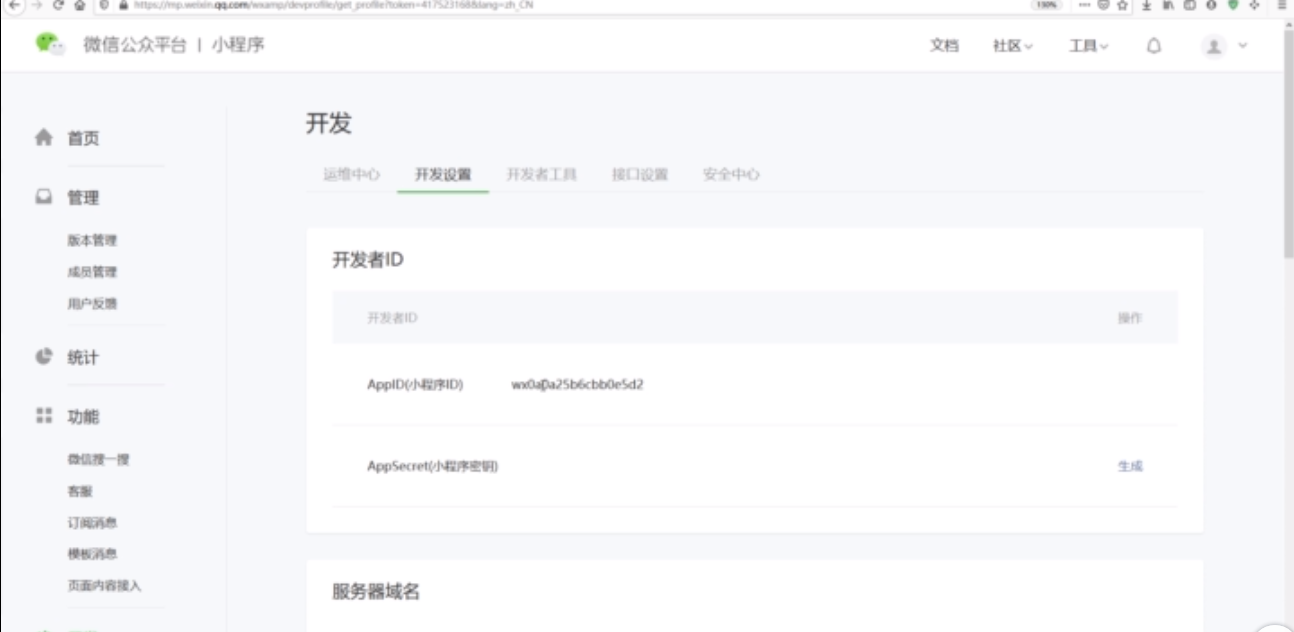 https://mp.weixin.qq.com/wxamp/devprofile/get_profile?token=417523168&lang=zh_CN
150%
微信公众平台 | 小程序
文档 社区 工具
开发
首页
运维中心 开发设置 开发者工具 接口设置 安全中心
管理
版本管理
成员管理
用户反馈
开发者ID
开发者ID 操作
统计
AppID(小程序ID)
功能
微信搜一搜
AppSecret(小程序密钥) 生成
客服
订阅消息
模板消息
页面内容接入
服务器域名